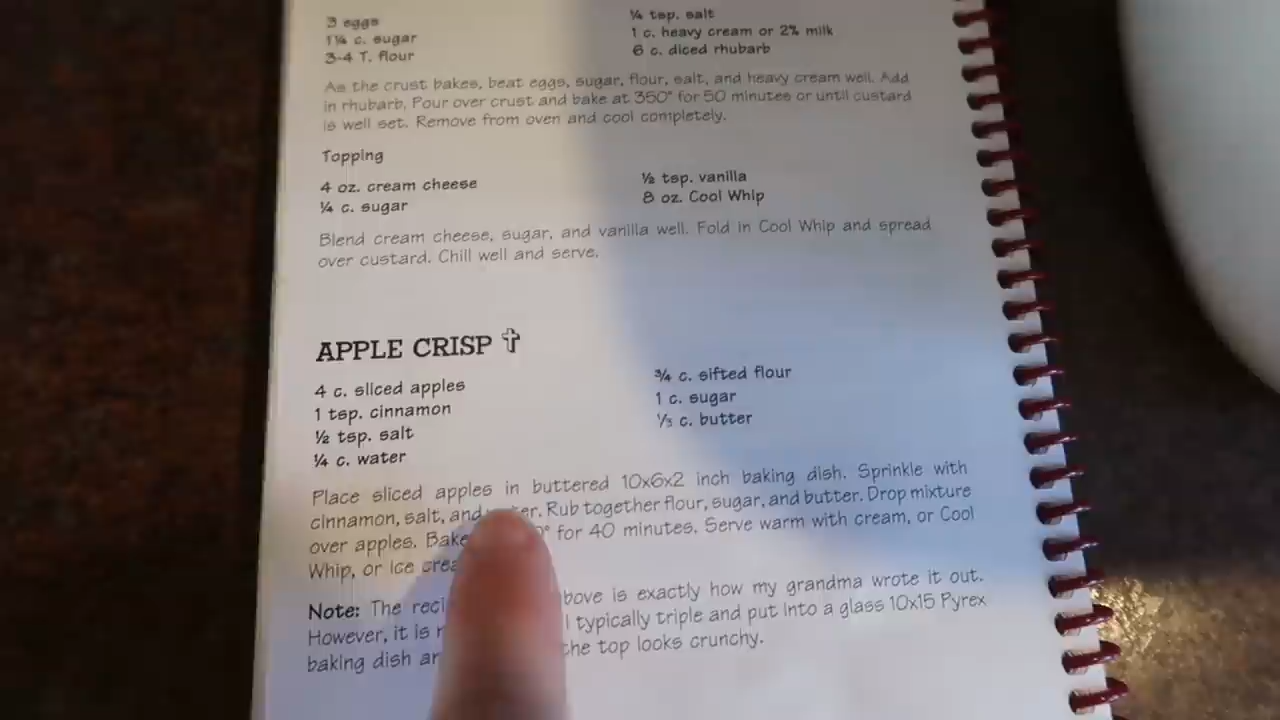 3 eggs
1¼ c. sugar
3-4 T. flour
¼ tsp. salt
1 c. heavy cream or 2% milk
6 c. diced rhubarb
As the crust bakes, beat eggs, sugar, flour, salt, and heavy cream well. Add
in rhubarb. Pour over crust and bake at 350° for 50 minutes or until custard
is well set. Remove from oven and cool completely.
Topping
4 oz. cream cheese
¼ c. sugar
½ tsp. vanilla
8 oz. Cool Whip
Blend cream cheese, sugar, and vanilla well. Fold in Cool Whip and spread
over custard. Chill well and serve.
APPLE CRISP
4 c. sliced apples
1 tsp. cinnamon
½ tsp. salt
¼ c. water
¾ c. sifted flour
1 c. sugar
⅓ c. butter
Place sliced apples in buttered 10x6x2 inch baking dish. Sprinkle with
cinnamon, salt, and water. Rub together flour, sugar, and butter. Drop mixture
over apples. Bake for 40 minutes. Serve warm with cream, or Cool
Whip, or ice
Note: The above is exactly how my grandma wrote it out.
However, it is I typically triple and put into a glass 10x15 Pyrex
baking dish the top looks crunchy.